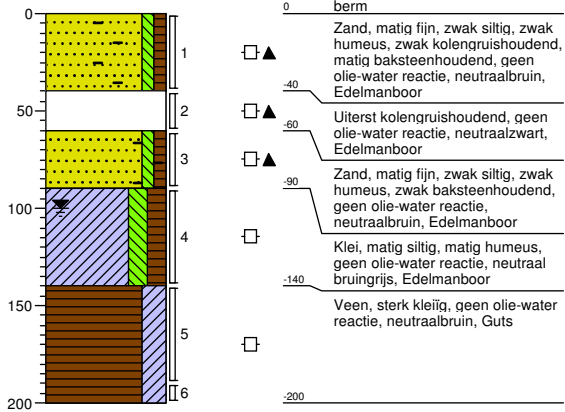 0
50
100
150
200
1
2
3
4
5
6
0
berm
Zand, matig fijn, zwak siltig, zwak
humeus, zwak kolengruishoudend,
matig baksteenhoudend, geen
olie-water reactie, neutraalbruin,
Edelmanboor
-40
Uiterst kolengruishoudend, geen
olie-water reactie, neutraalzwart,
Edelmanboor
-60
Zand, matig fijn, zwak siltig, zwak
humeus, zwak baksteenhoudend,
geen olie-water reactie,
neutraalbruin, Edelmanboor
-90
Klei, matig siltig, matig humeus,
geen olie-water reactie, neutraal
bruingrijs, Edelmanboor
-140
Veen, sterk kleiïg, geen olie-water
reactie, neutraalbruin, Guts
-200